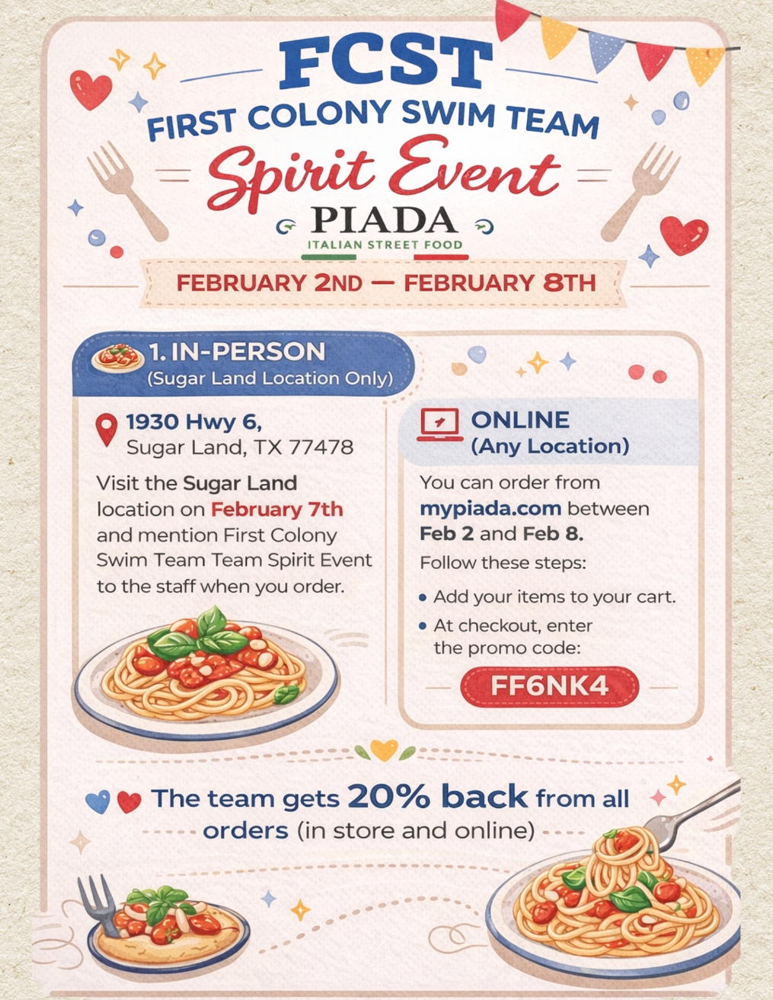 FCST
FIRST COLONY SWIM TEAM
Spirit Event
PIADA
ITALIAN STREET FOOD
FEBRUARY 2ND — FEBRUARY 8TH
1. IN-PERSON
(Sugar Land Location Only)
1930 Hwy 6,
Sugar Land, TX 77478
Visit the Sugar Land
location on February 7th
and mention First Colony
Swim Team Team Spirit Event
to the staff when you order.
ONLINE
(Any Location)
You can order from
mypiada.com between
Feb 2 and Feb 8.
Follow these steps:
• Add your items to your cart.
• At checkout, enter
the promo code:
FF6NK4
The team gets 20% back from all
orders (in store and online)